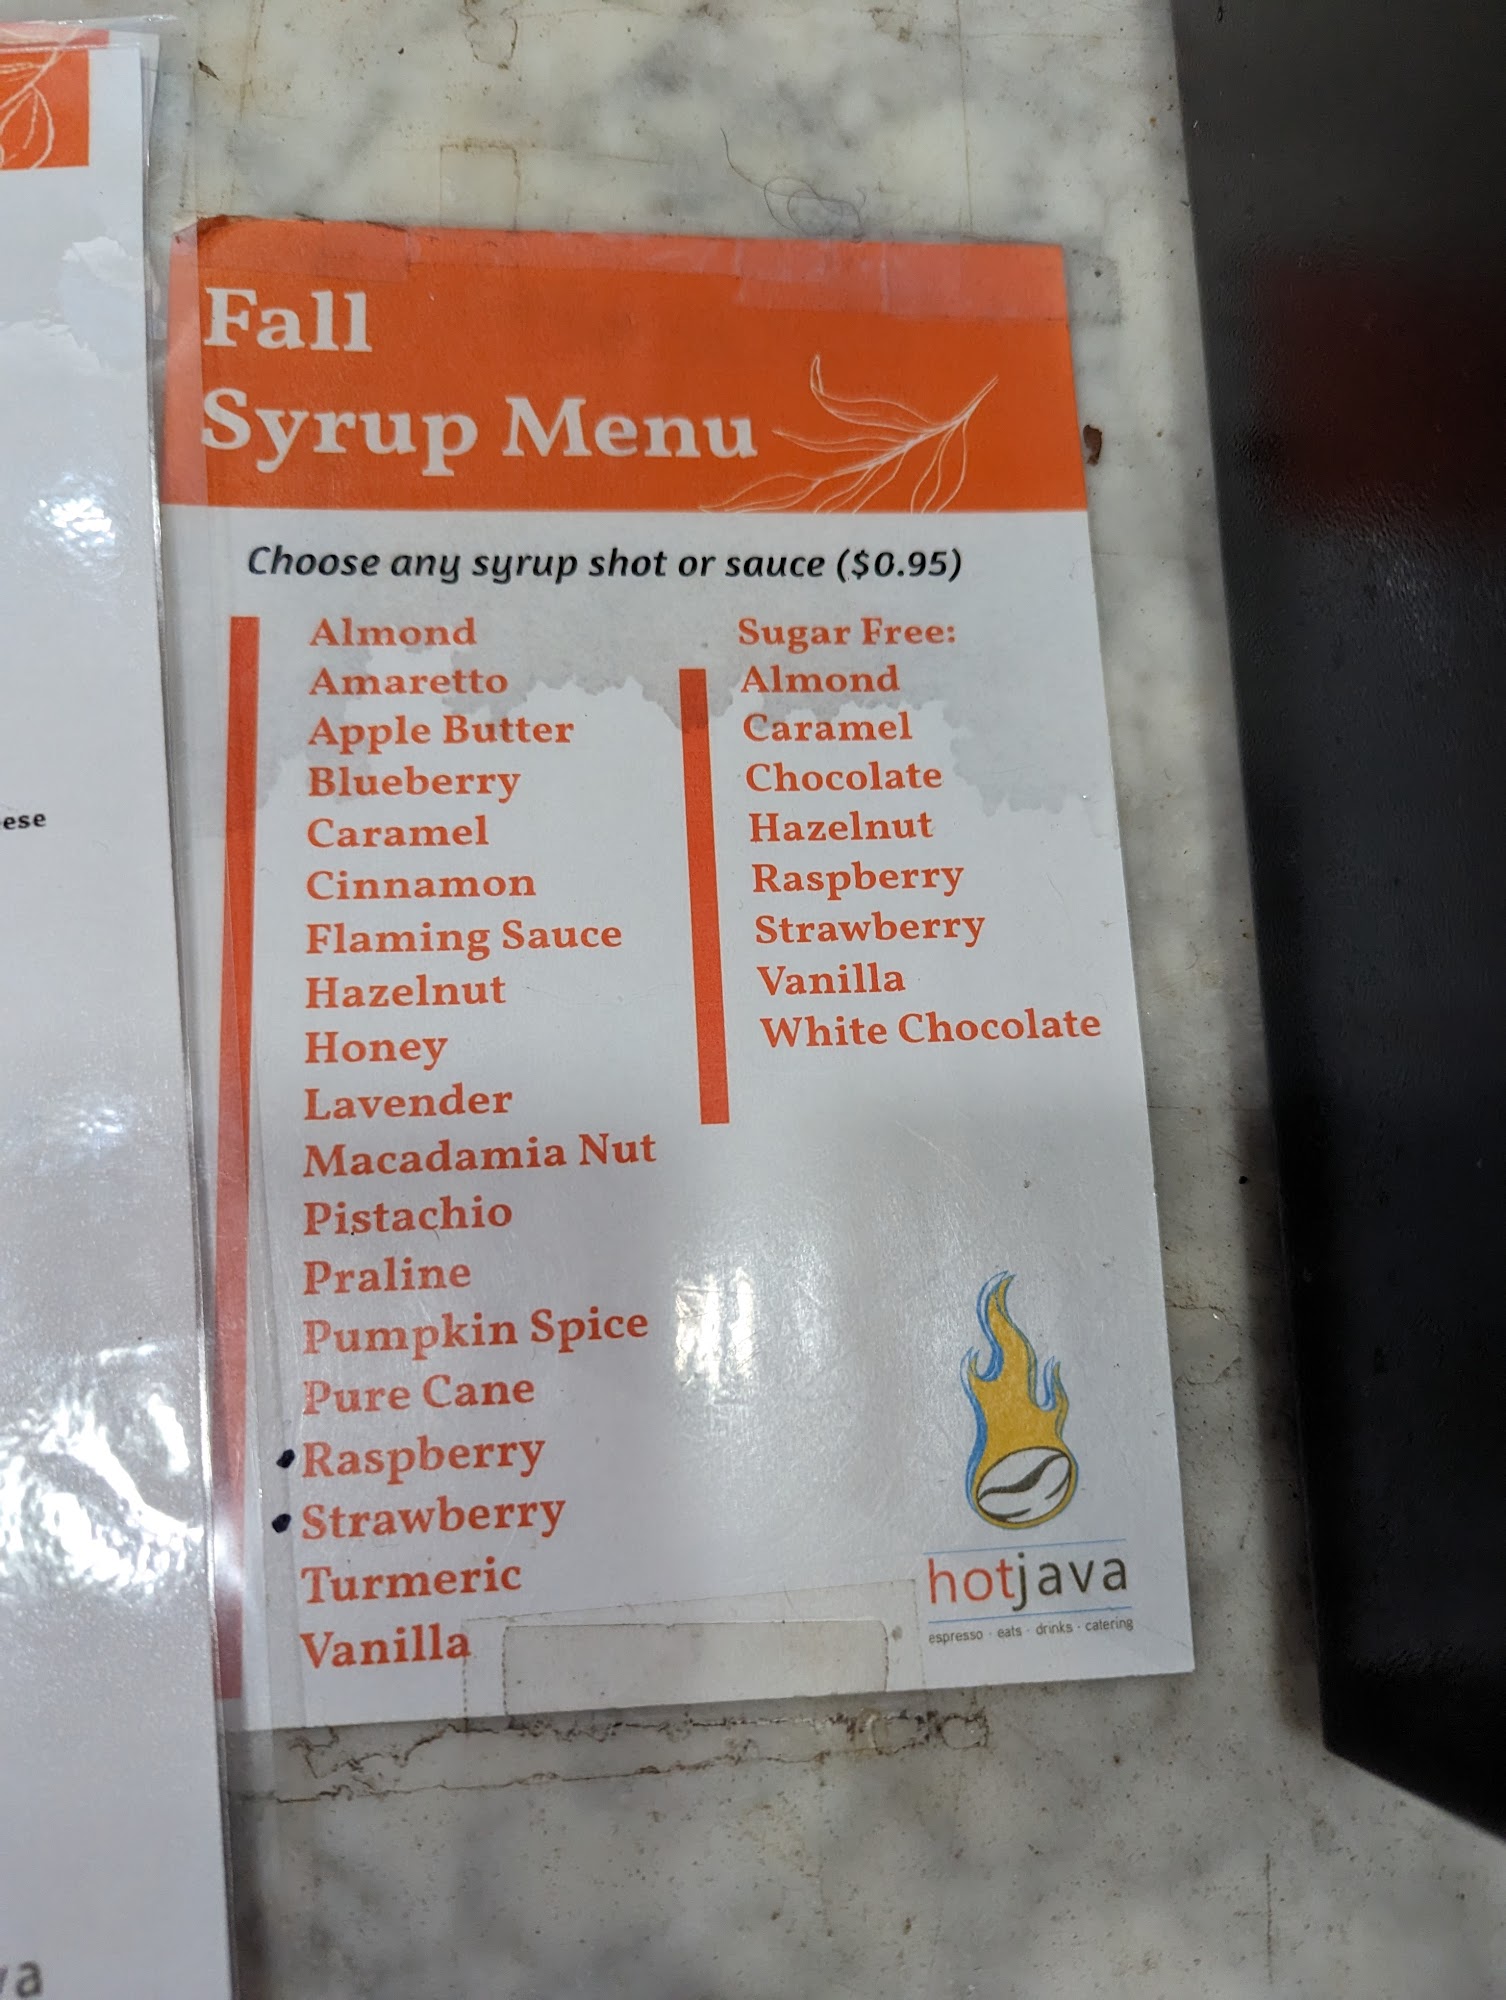 Fall
Syrup Menu
Choose any syrup shot or sauce ($0.95)
Almond
Amaretto
Apple Butter
Blueberry
Caramel
Cinnamon
Flaming Sauce
Hazelnut
Honey
Lavender
Macadamia Nut
Pistachio
Praline
Pumpkin Spice
Pure Cane
Raspberry
Strawberry
Turmeric
Vanilla
Sugar Free:
Almond
Caramel
Chocolate
Hazelnut
Raspberry
Strawberry
Vanilla
White Chocolate
hotjava
espresso · eats · drinks · catering